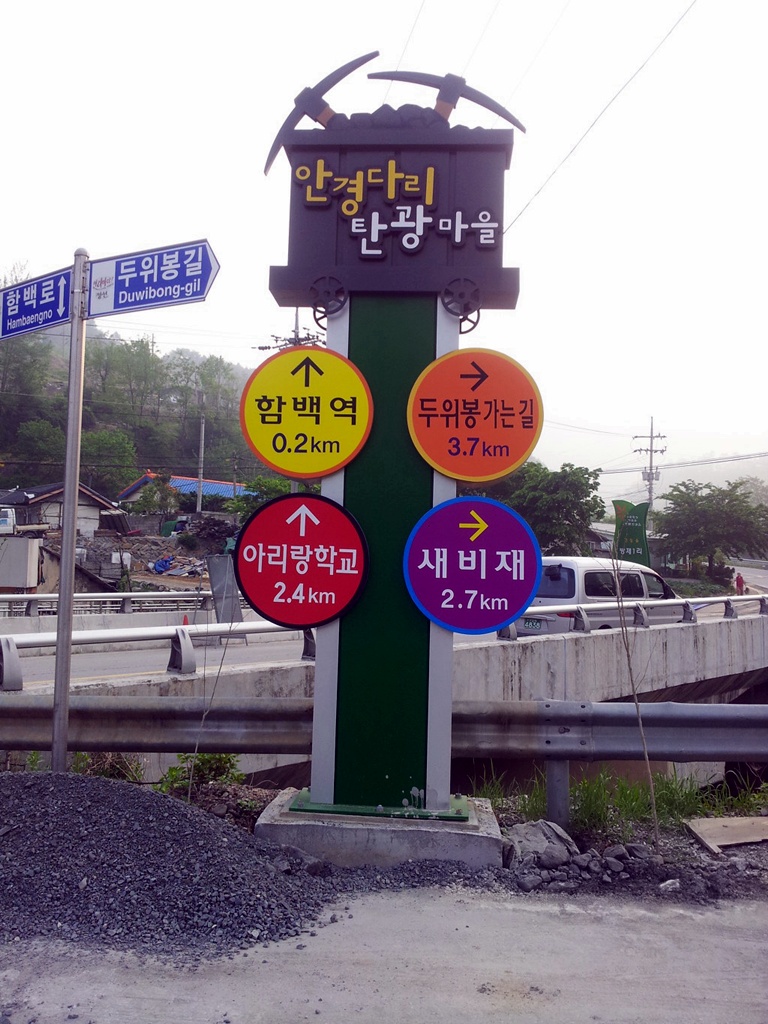 안경다리
탄광마을
함백로
Hambaengno
두위봉길
Duwibong-gil
함백역
0.2km
두위봉가는길
3.7km
아리랑학교
2.4km
새비재
2.7km